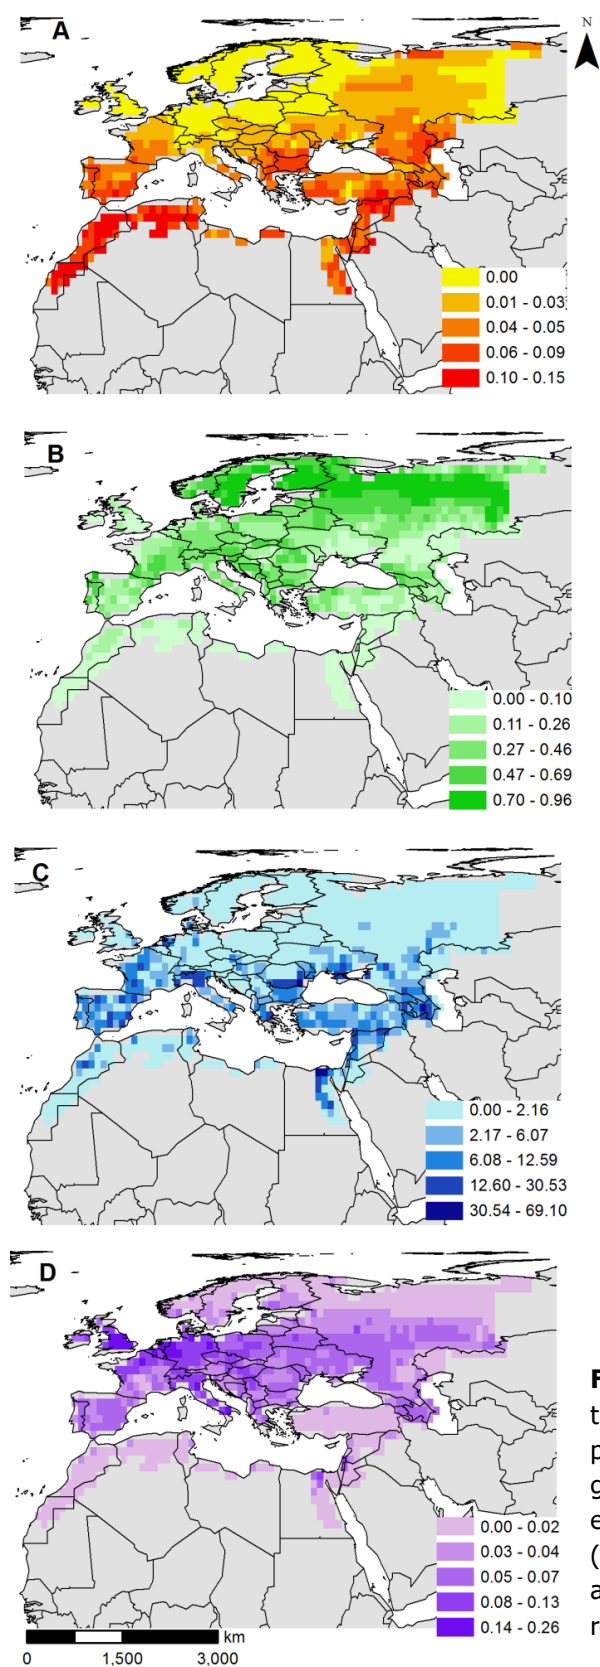 A
N
0.00
0.01 - 0.03
0.04 - 0.05
0.06 - 0.09
0.10 - 0.15
B
0.00 - 0.10
0.11 - 0.26
0.27 - 0.46
0.47 - 0.69
0.70 - 0.96
C
0.00 - 2.16
2.17 - 6.07
6.08 - 12.59
12.60 - 30.53
30.54 - 69.10
D
F
t
p
g
e
(
a
r
0.00 - 0.02
0.03 - 0.04
0.05 - 0.07
0.08 - 0.13
0.14 - 0.26
km
0 1,500 3,000